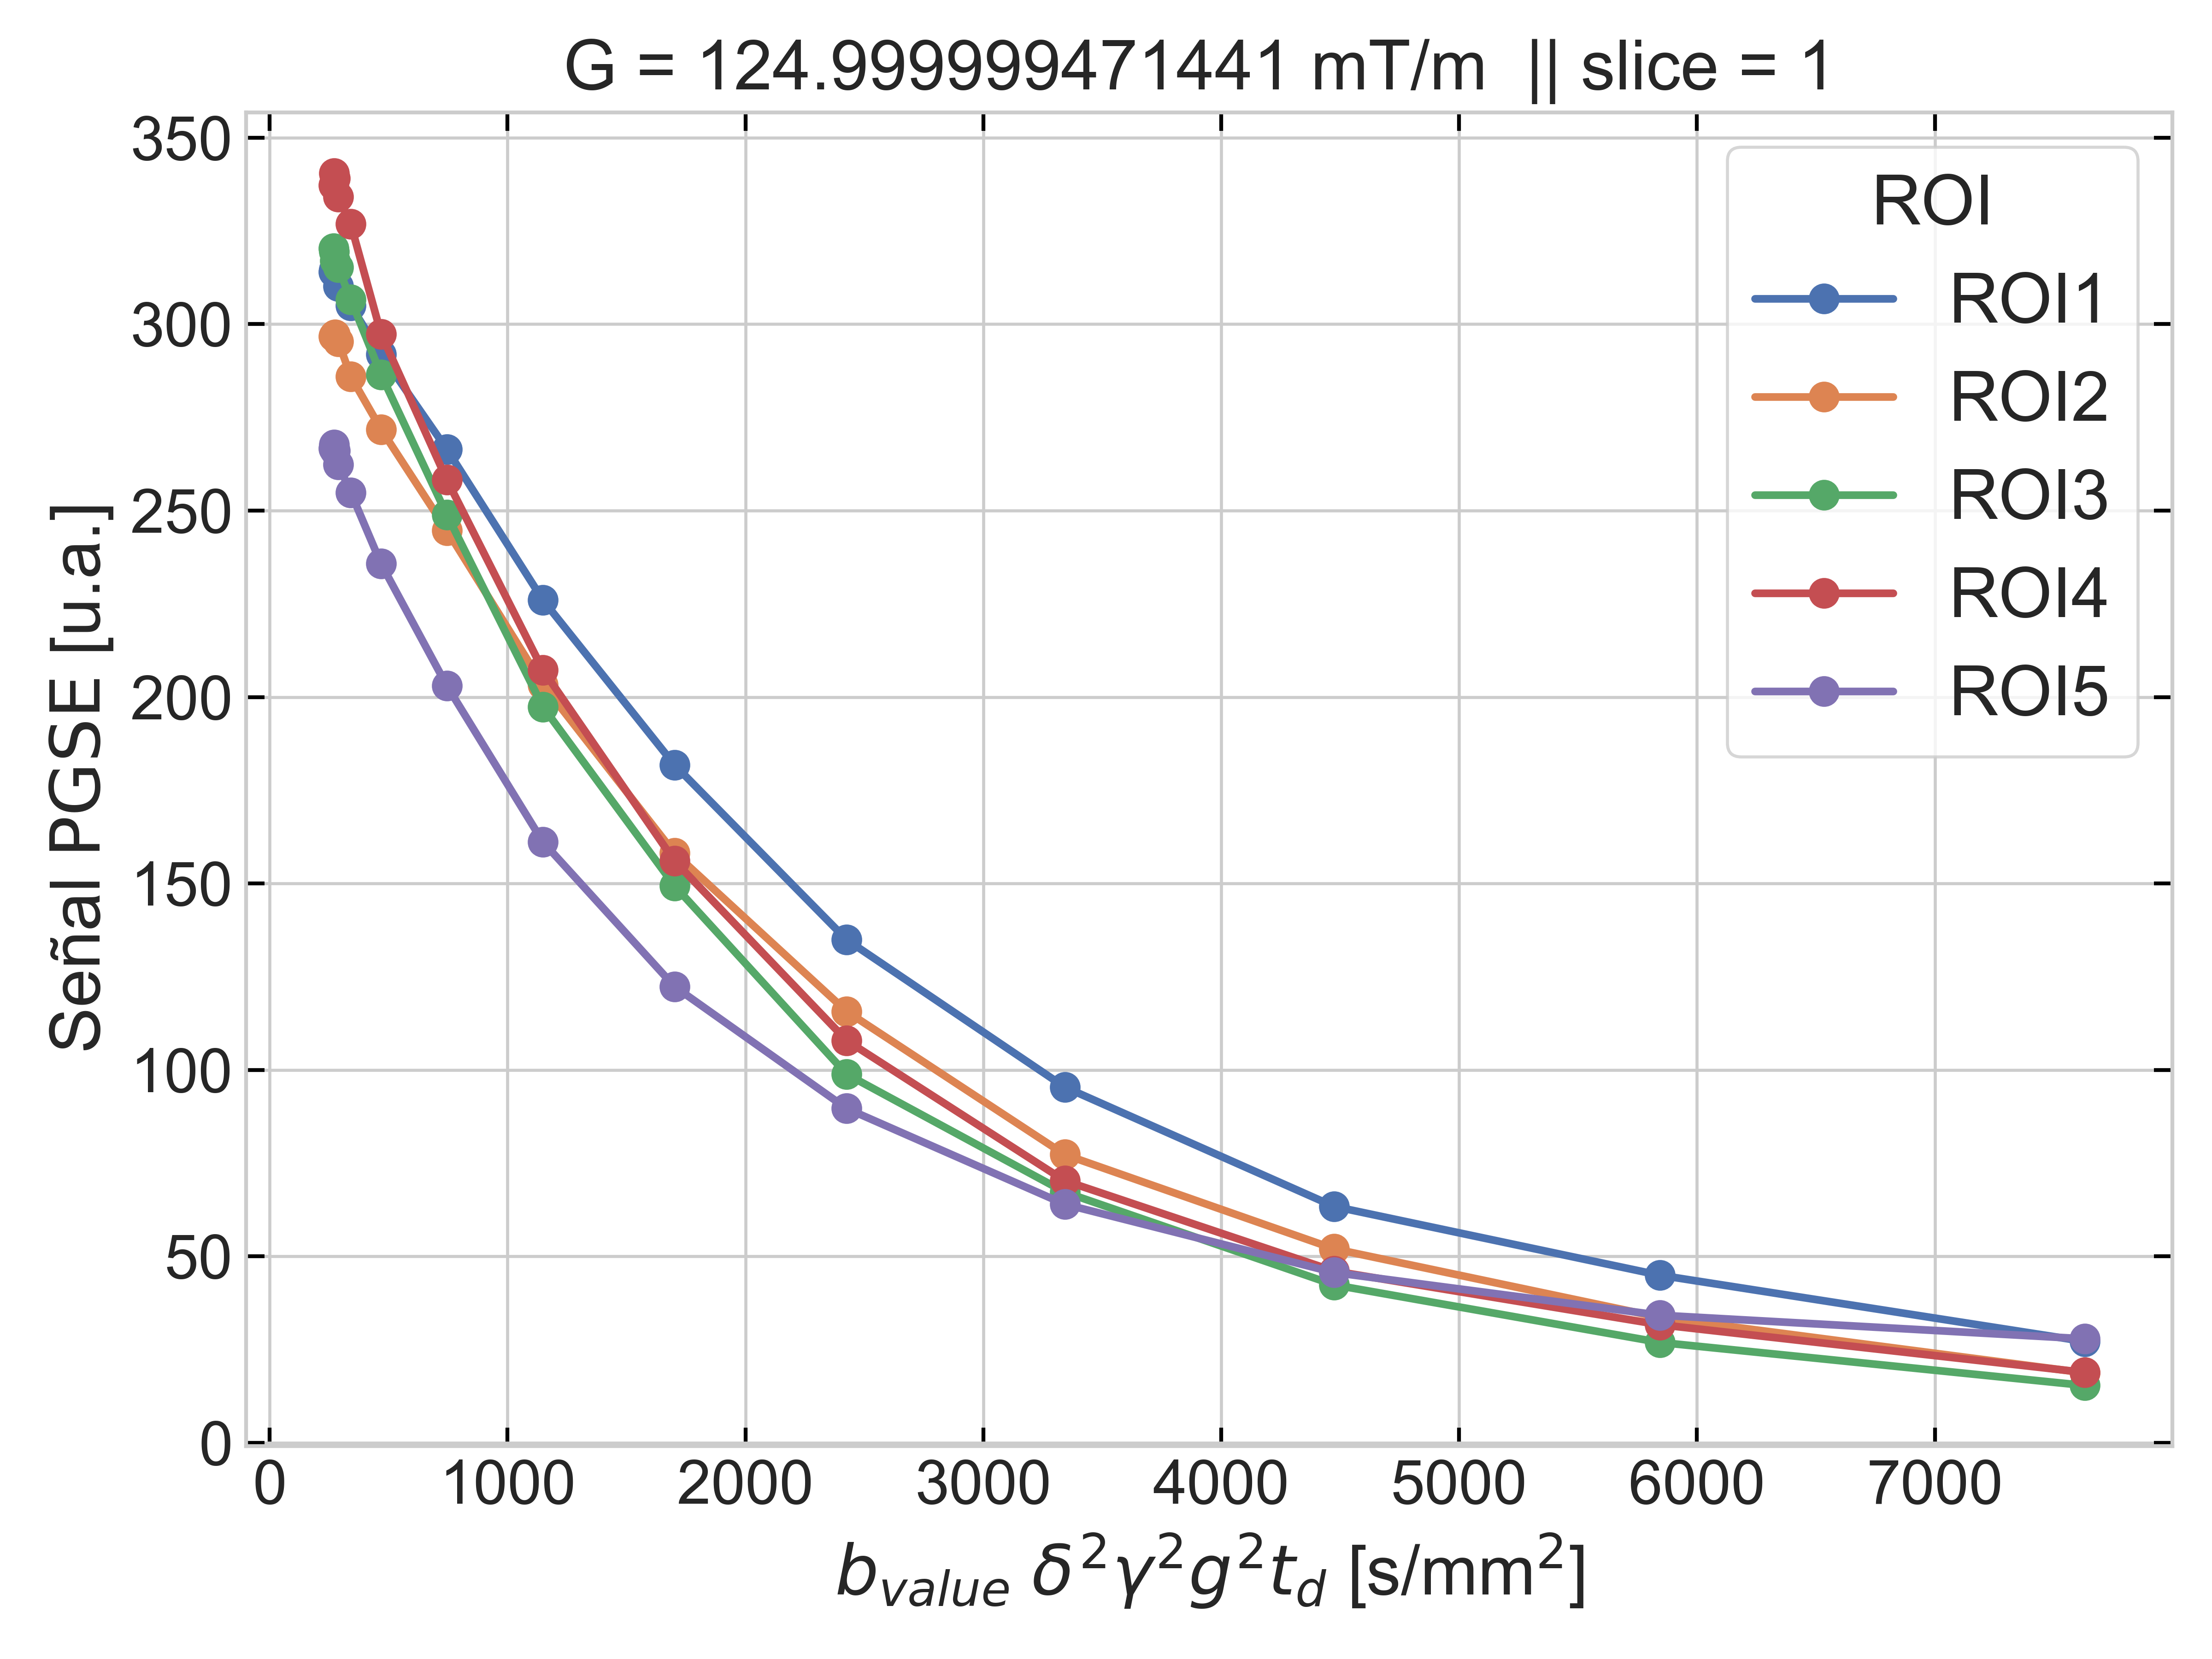 G = 124.999999471441 mT/m || slice = 1
Señal PGSE [u.a.]
350
300
250
200
150
100
50
0
ROI
ROI1
ROI2
ROI3
ROI4
ROI5
0 1000 2000 3000 4000 5000 6000 7000
b_value δ²γ²g²t_d [s/mm²]